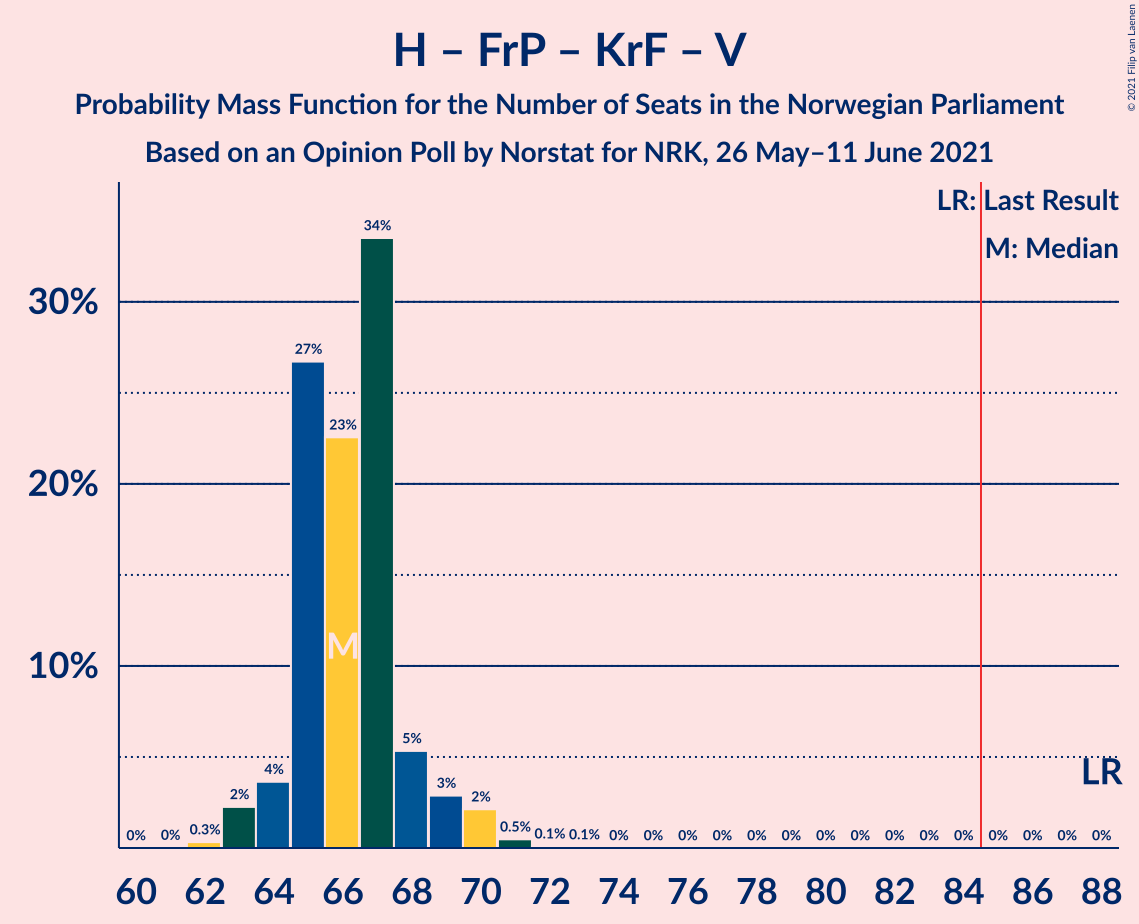 H – FrP – KrF – V
Probability Mass Function for the Number of Seats in the Norwegian Parliament
Based on an Opinion Poll by Norstat for NRK, 26 May–11 June 2021
© 2021 Filip van Laenen
LR: Last Result
M: Median
34%
30%
27%
23%
20%
M
10%
5%
LR
4%
3%
2%
2%
0% 0% 0.3% 0.5% 0.1% 0.1% 0% 0% 0% 0% 0% 0% 0% 0% 0% 0% 0% 0% 0% 0% 0%
60 62 64 66 68 70 72 74 76 78 80 82 84 86 88